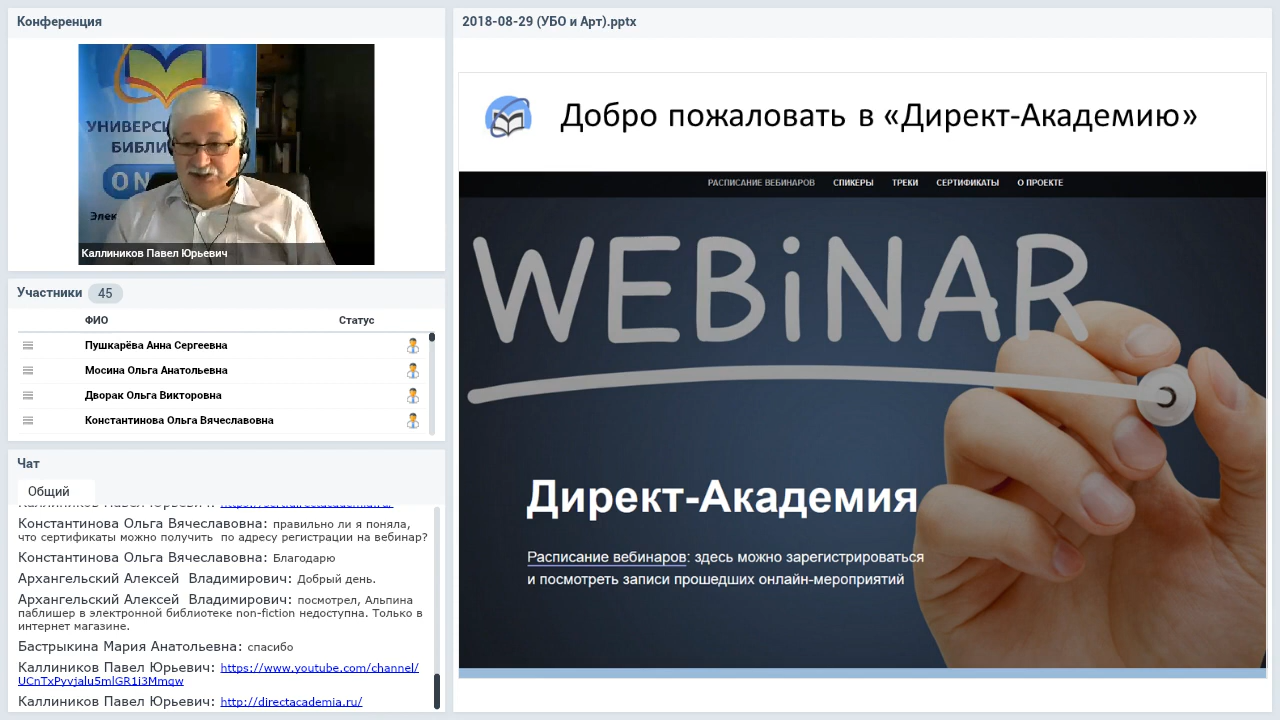 Конференция
УНИВЕРСИ
БИБЛИ
ON
Элек
Каллиников Павел Юрьевич
Участники 45
ФИО Статус
Пушкарёва Анна Сергеевна
Мосина Ольга Анатольевна
Дворак Ольга Викторовна
Константинова Ольга Вячеславовна
Чат
Общий
Константинова Ольга Вячеславовна: правильно ли я поняла,
что сертификаты можно получить по адресу регистрации на вебинар?
Константинова Ольга Вячеславовна: Благодарю
Архангельский Алексей Владимирович: Добрый день.
Архангельский Алексей Владимирович: посмотрел, Альпина
паблишер в электронной библиотеке non-fiction недоступна. Только в
интернет магазине.
Бастрыкина Мария Анатольевна: спасибо
Каллиников Павел Юрьевич: https://www.youtube.com/channel/
UCnTxPyvjalu5mlGR1i3Mmqw
Каллиников Павел Юрьевич: http://directacademia.ru/
2018-08-29 (УБО и Арт).pptx
Добро пожаловать в «Директ-Академию»
РАСПИСАНИЕ ВЕБИНАРОВ СПИКЕРЫ ТРЕКИ СЕРТИФИКАТЫ О ПРОЕКТЕ
WEBiNAR
Директ-Академия
Расписание вебинаров: здесь можно зарегистрироваться
и посмотреть записи прошедших онлайн-мероприятий